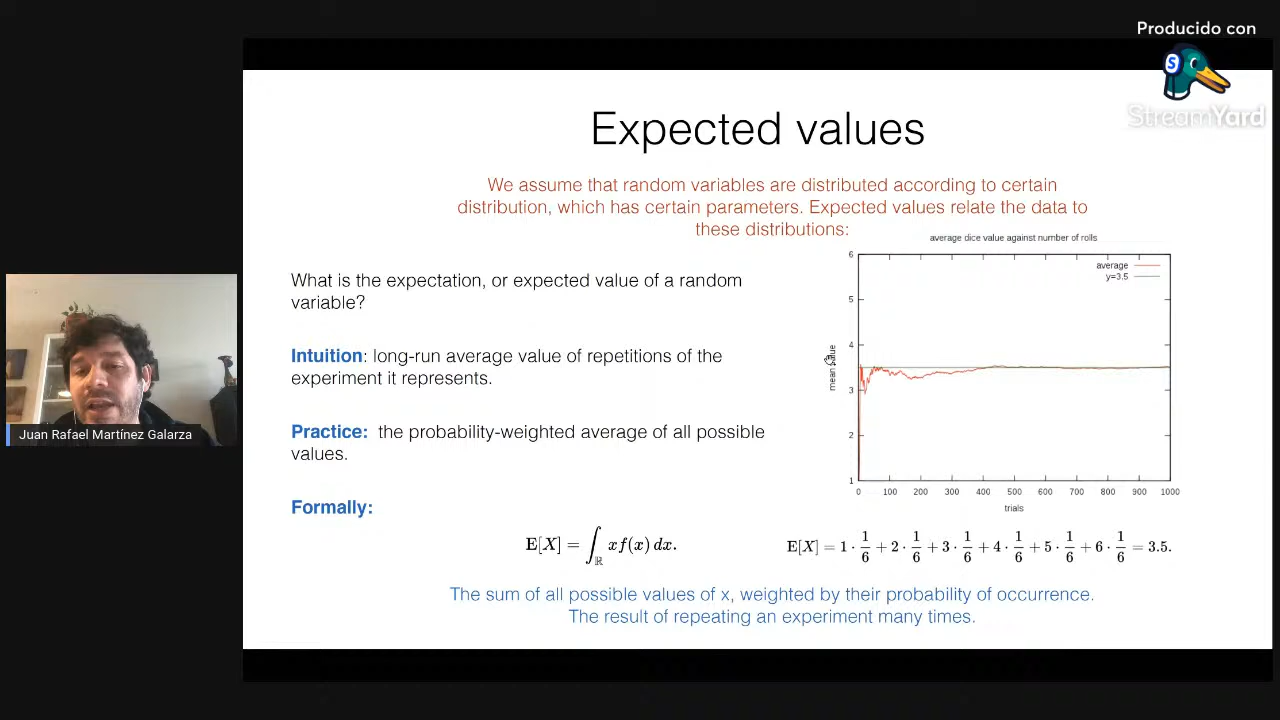 Producido con
StreamYard
Expected values
We assume that random variables are distributed according to certain
distribution, which has certain parameters. Expected values relate the data to
these distributions:
What is the expectation, or expected value of a random
variable?
Intuition: long-run average value of repetitions of the
experiment it represents.
Practice: the probability-weighted average of all possible
values.
Formally:
E[X] = ∫_ℝ x f(x) dx.
average dice value against number of rolls
average
y=3.5
6
5
4
3
2
1
mean value
0 100 200 300 400 500 600 700 800 900 1000
trials
E[X] = 1 · 1/6 + 2 · 1/6 + 3 · 1/6 + 4 · 1/6 + 5 · 1/6 + 6 · 1/6 = 3.5.
The sum of all possible values of x, weighted by their probability of occurrence.
The result of repeating an experiment many times.
Juan Rafael Martínez Galarza